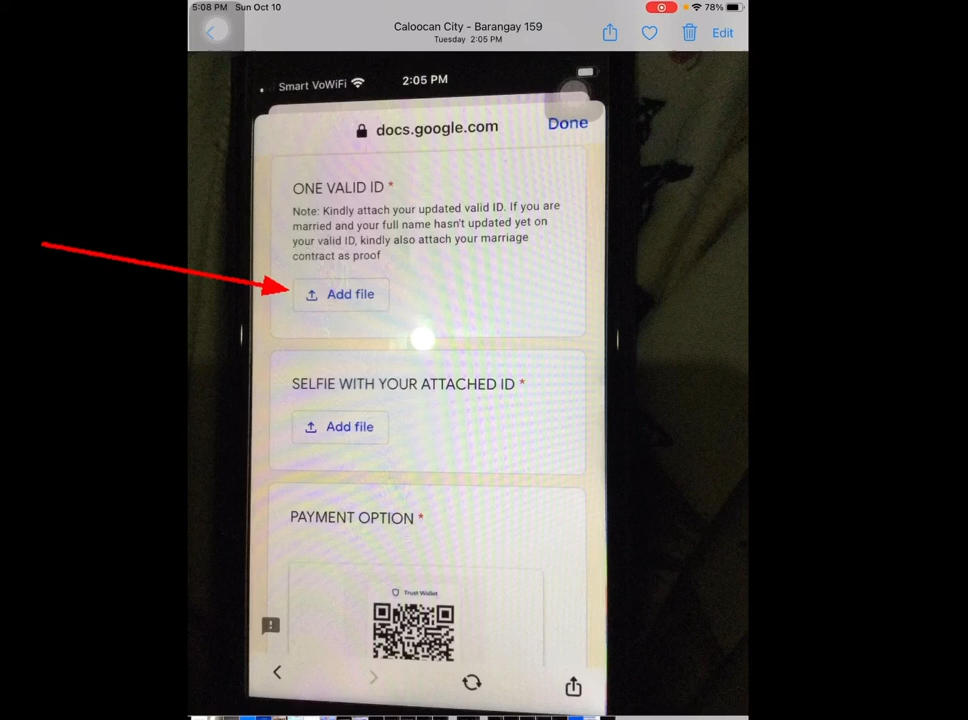 5:08 PM Sun Oct 10
78%
Caloocan City - Barangay 159
Tuesday 2:05 PM
Edit
Smart VoWiFi
2:05 PM
docs.google.com
Done
ONE VALID ID *
Note: Kindly attach your updated valid ID. If you are
married and your full name hasn't updated yet on
your valid ID, kindly also attach your marriage
contract as proof
Add file
SELFIE WITH YOUR ATTACHED ID *
Add file
PAYMENT OPTION *
Trust Wallet